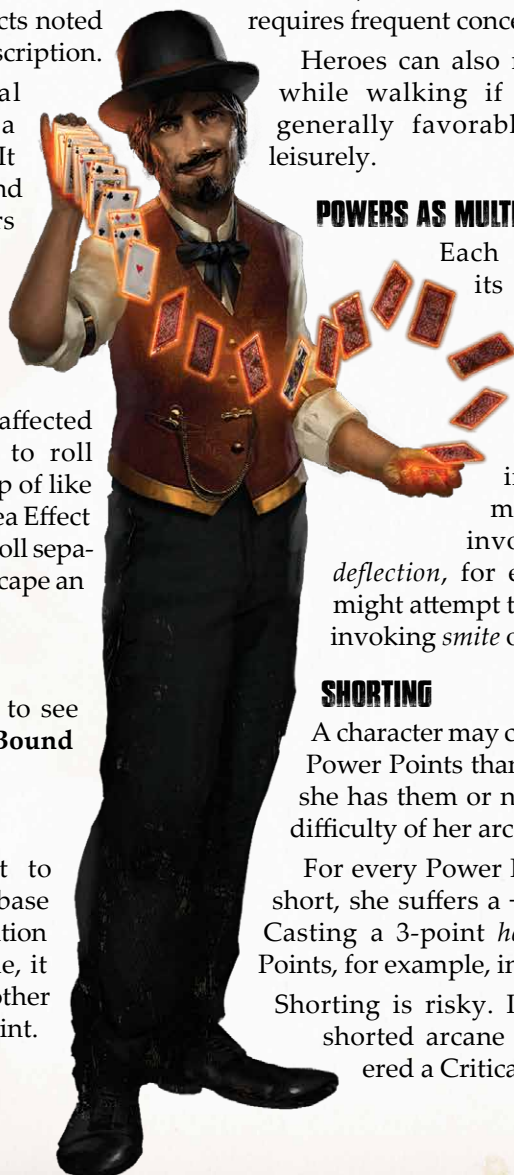 cts noted
scription.
al
a
It
nd
rs
affected
to roll
p of like
ea Effect
oll sepa-
cape an
to see
Bound
t to
base
tion
e, it
other
int.
requires frequent conce
Heroes can also r
while walking if
generally favorabl
leisurely.
POWERS AS MULTI
Each
its
in
m
invo
deflection, for e
might attempt t
invoking smite o
SHORTING
A character may c
Power Points than
she has them or n
difficulty of her arc
For every Power P
short, she suffers a –
Casting a 3-point ha
Points, for example, in
Shorting is risky. I
shorted arcane
ered a Critica